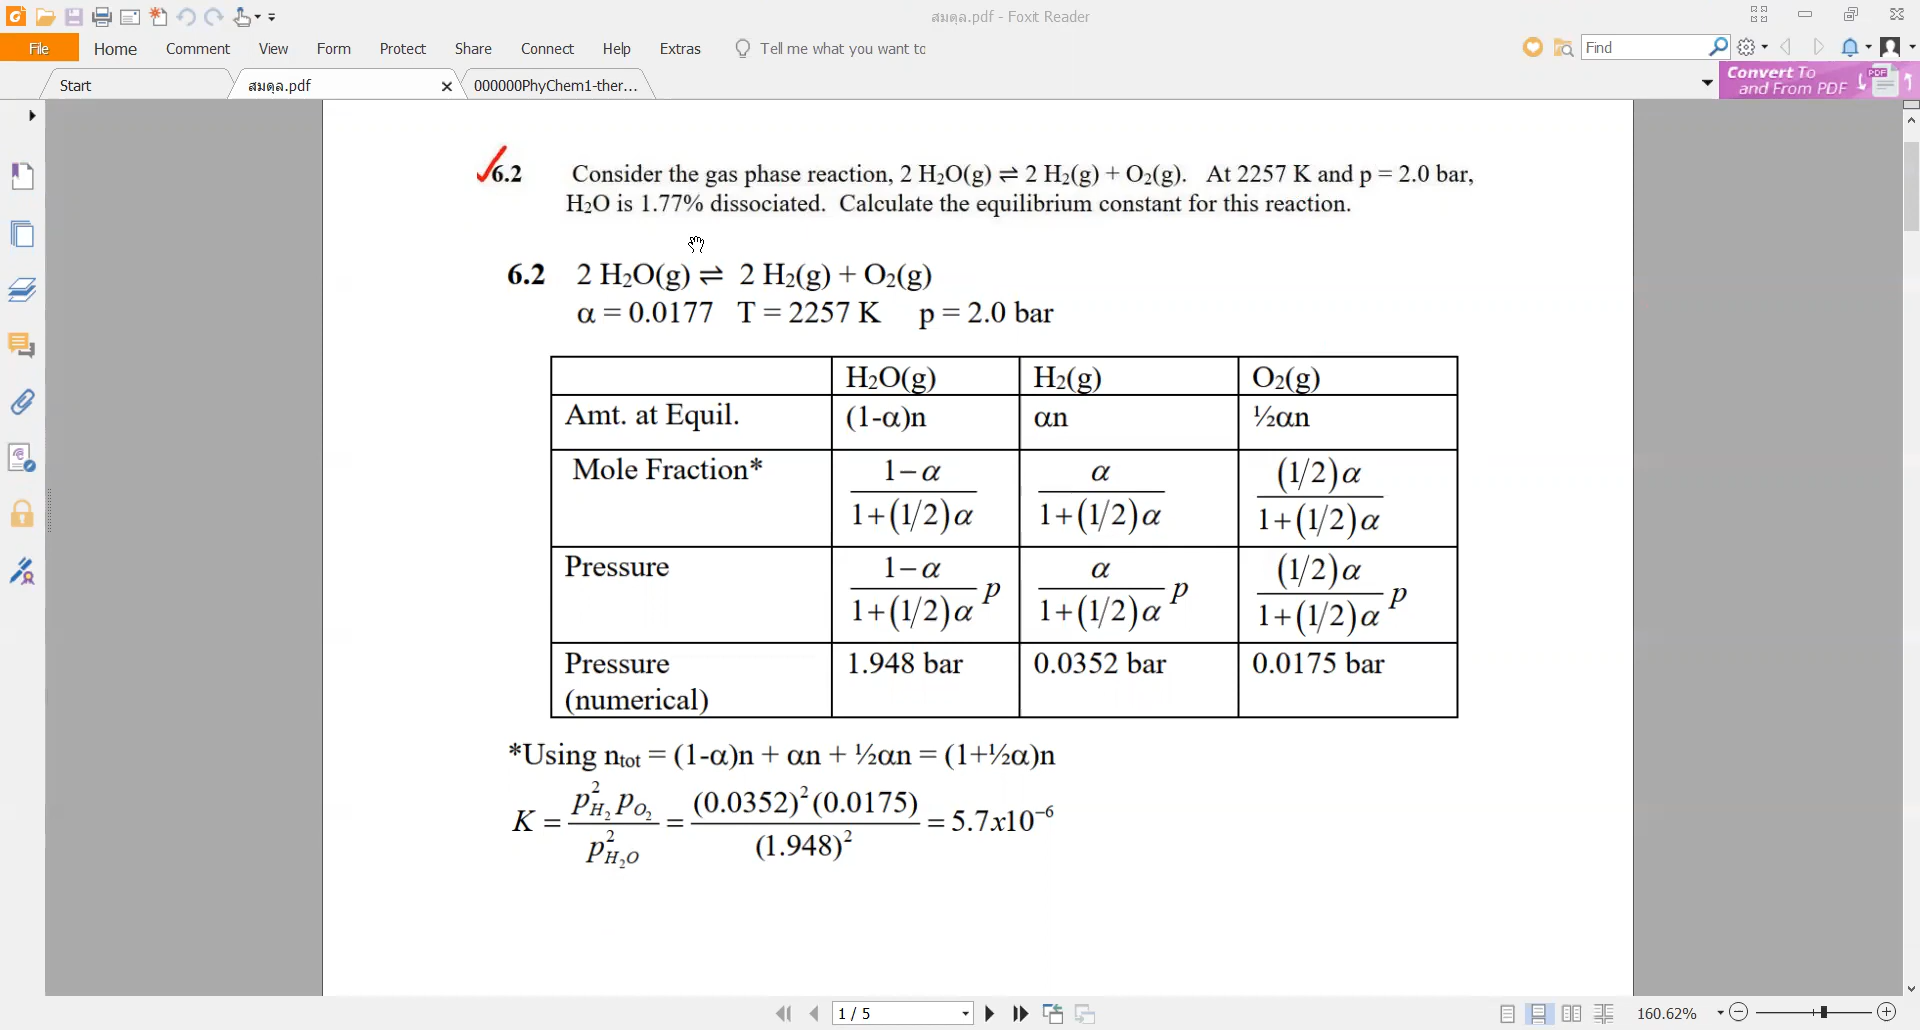 สมดุล.pdf - Foxit Reader
File Home Comment View Form Protect Share Connect Help Extras Tell me what you want to Find
Start สมดุล.pdf 000000PhyChem1-ther... Convert To
and From PDF PDF
6.2 Consider the gas phase reaction, 2 H₂O(g) ⇌ 2 H₂(g) + O₂(g). At 2257 K and p = 2.0 bar,
H₂O is 1.77% dissociated. Calculate the equilibrium constant for this reaction.
6.2 2 H₂O(g) ⇌ 2 H₂(g) + O₂(g)
α = 0.0177 T = 2257 K p = 2.0 bar
H₂O(g) H₂(g) O₂(g)
Amt. at Equil. (1-α)n αn ½αn
Mole Fraction* (1−α)/(1+(1/2)α) α/(1+(1/2)α) (1/2)α/(1+(1/2)α)
Pressure (1−α)/(1+(1/2)α) p α/(1+(1/2)α) p (1/2)α/(1+(1/2)α) p
Pressure 1.948 bar 0.0352 bar 0.0175 bar
(numerical)
*Using nₜₒₜ = (1-α)n + αn + ½αn = (1+½α)n
K = p²_H₂ p_O₂ / p²_H₂O = (0.0352)²(0.0175) / (1.948)² = 5.7x10⁻⁶
1 / 5 160.62%